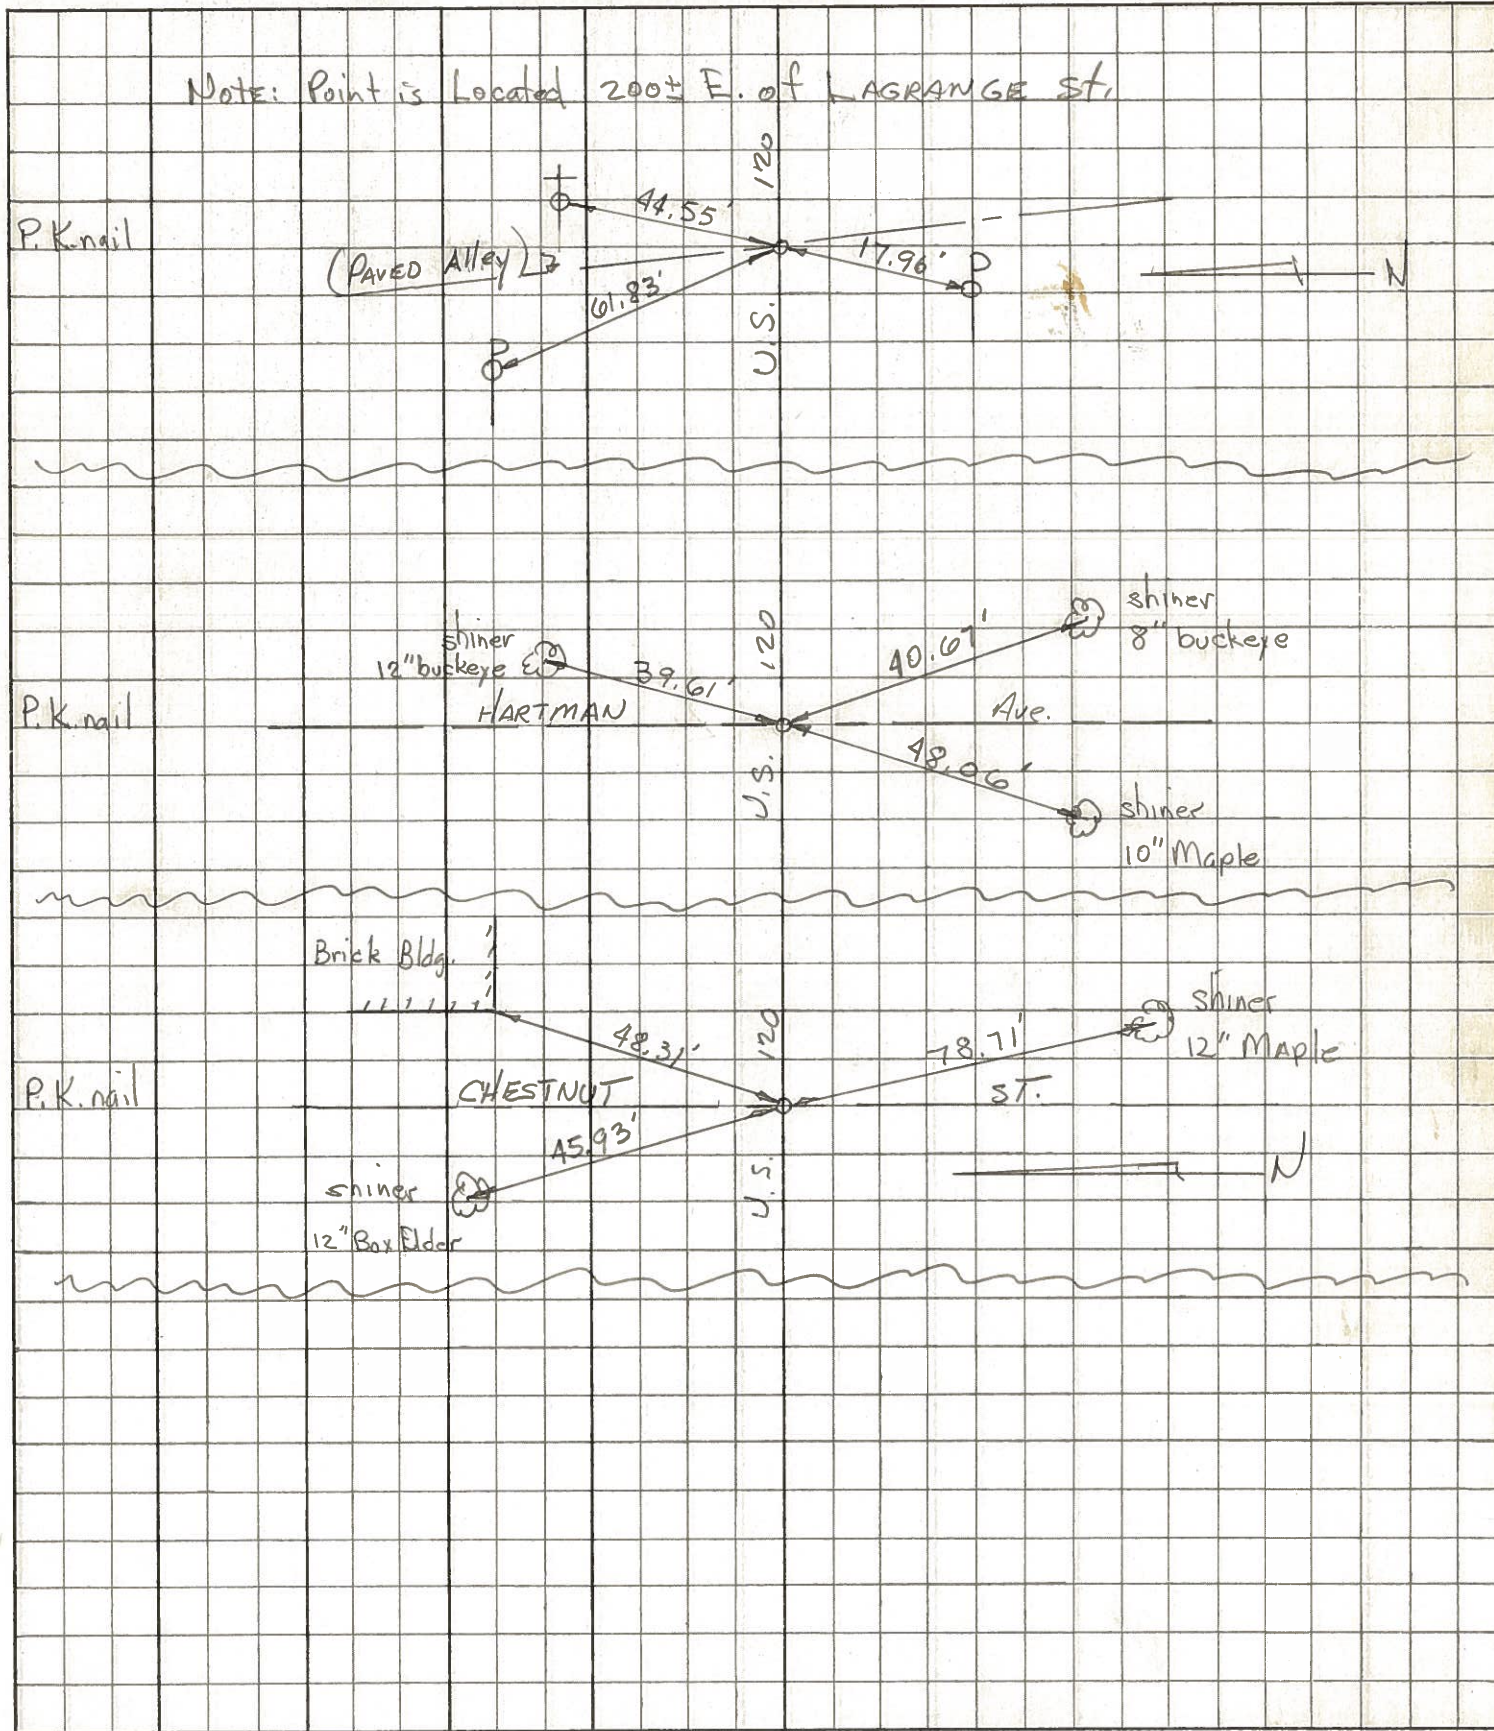 Note: Point is Located 200± E. of LAGRANGE St.
120
44.55'
P.K. nail
(PAVED Alley)
17.96'
P
N
61.83'
U.S.
P
shiner
8" buckeye
120
shiner
12" buckeye
40.67'
39.61'
P.K. nail
HARTMAN Ave.
48.06'
U.S.
shiner
10" Maple
Brick Bldg.
shiner
12" MAPLE
120
48.31'
78.71'
P.K. nail
CHESTNUT ST.
45.93'
U.S.
N
shiner
12" Box Elder